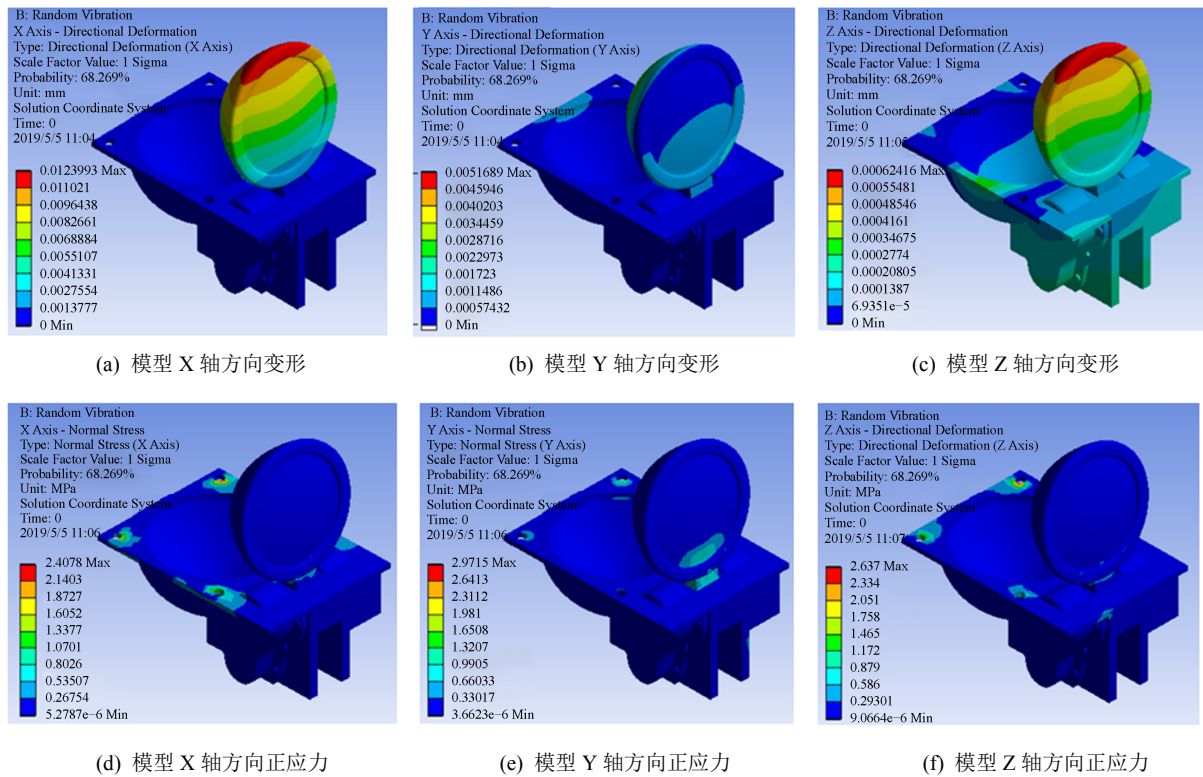 B: Random Vibration
X Axis - Directional Deformation
Type: Directional Deformation (X Axis)
Scale Factor Value: 1 Sigma
Probability: 68.269%
Unit: mm
Solution Coordinate System
Time: 0
2019/5/5 11:04
0.0123993 Max
0.011021
0.0096438
0.0082661
0.0068884
0.0055107
0.0041331
0.0027554
0.0013777
0 Min
(a) 模型 X 轴方向变形
B: Random Vibration
Y Axis - Directional Deformation
Type: Directional Deformation (Y Axis)
Scale Factor Value: 1 Sigma
Probability: 68.269%
Unit: mm
Solution Coordinate System
Time: 0
2019/5/5 11:04
0.0051689 Max
0.0045946
0.0040203
0.0034459
0.0028716
0.0022973
0.001723
0.0011486
0.00057432
0 Min
(b) 模型 Y 轴方向变形
B: Random Vibration
Z Axis - Directional Deformation
Type: Directional Deformation (Z Axis)
Scale Factor Value: 1 Sigma
Probability: 68.269%
Unit: mm
Solution Coordinate System
Time: 0
2019/5/5 11:05
0.00062416 Max
0.00055481
0.00048546
0.0004161
0.00034675
0.0002774
0.00020805
0.0001387
6.9351e−5
0 Min
(c) 模型 Z 轴方向变形
B: Random Vibration
X Axis - Normal Stress
Type: Normal Stress (X Axis)
Scale Factor Value: 1 Sigma
Probability: 68.269%
Unit: MPa
Solution Coordinate System
Time: 0
2019/5/5 11:06
2.4078 Max
2.1403
1.8727
1.6052
1.3377
1.0701
0.8026
0.53507
0.26754
5.2787e−6 Min
(d) 模型 X 轴方向正应力
B: Random Vibration
Y Axis - Normal Stress
Type: Normal Stress (Y Axis)
Scale Factor Value: 1 Sigma
Probability: 68.269%
Unit: MPa
Solution Coordinate System
Time: 0
2019/5/5 11:06
2.9715 Max
2.6413
2.3112
1.981
1.6508
1.3207
0.9905
0.66033
0.33017
3.6623e−6 Min
(e) 模型 Y 轴方向正应力
B: Random Vibration
Z Axis - Directional Deformation
Type: Directional Deformation (Z Axis)
Scale Factor Value: 1 Sigma
Probability: 68.269%
Unit: MPa
Solution Coordinate System
Time: 0
2019/5/5 11:07
2.637 Max
2.334
2.051
1.758
1.465
1.172
0.879
0.586
0.29301
9.0664e−6 Min
(f) 模型 Z 轴方向正应力